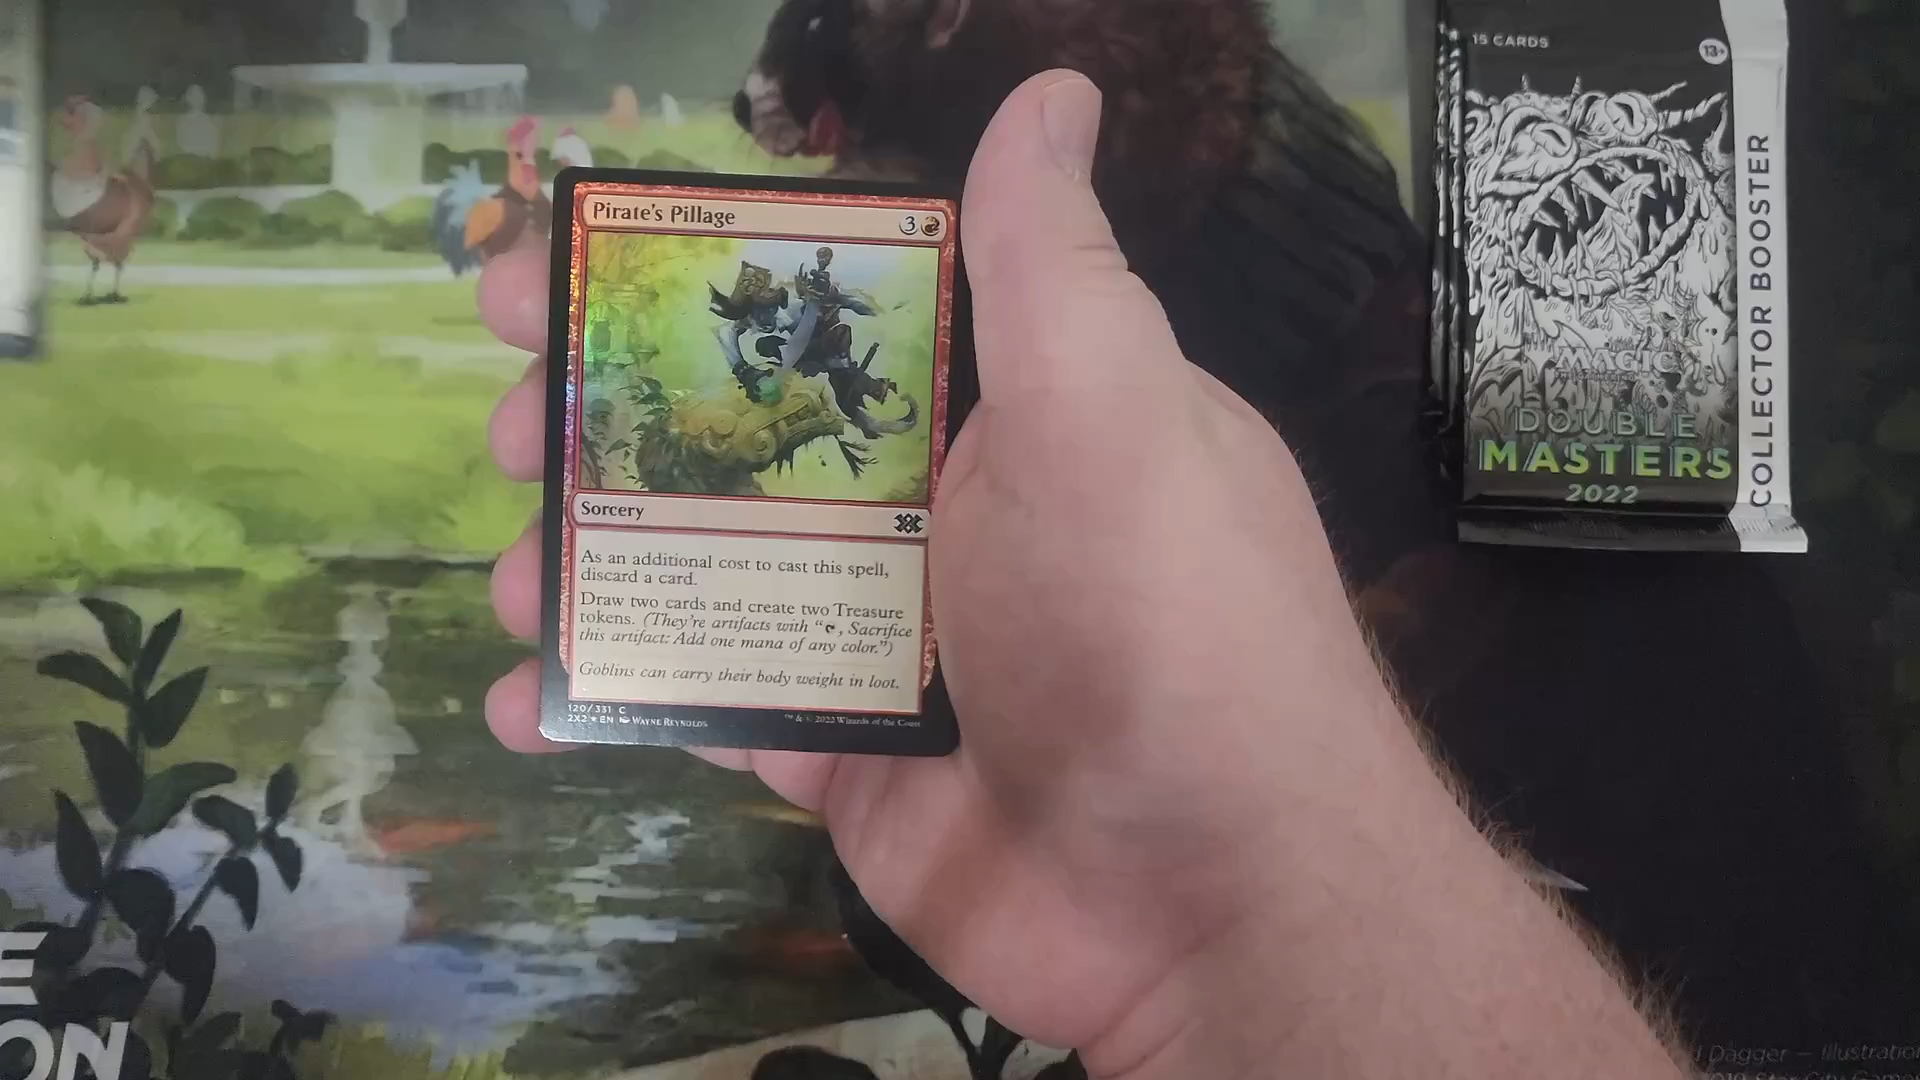 Pirate's Pillage
3
Sorcery
As an additional cost to cast this spell,
discard a card.
Draw two cards and create two Treasure
tokens. (They're artifacts with “, Sacrifice
this artifact: Add one mana of any color.”)
Goblins can carry their body weight in loot.
120/331 C
2X2 ★ EN Wayne Reynolds
™ & © 2022 Wizards of the Coast
15 CARDS
13+
MAGIC
DOUBLE
MASTERS
2022
COLLECTOR BOOSTER
E
ON
Dagger — Illustration